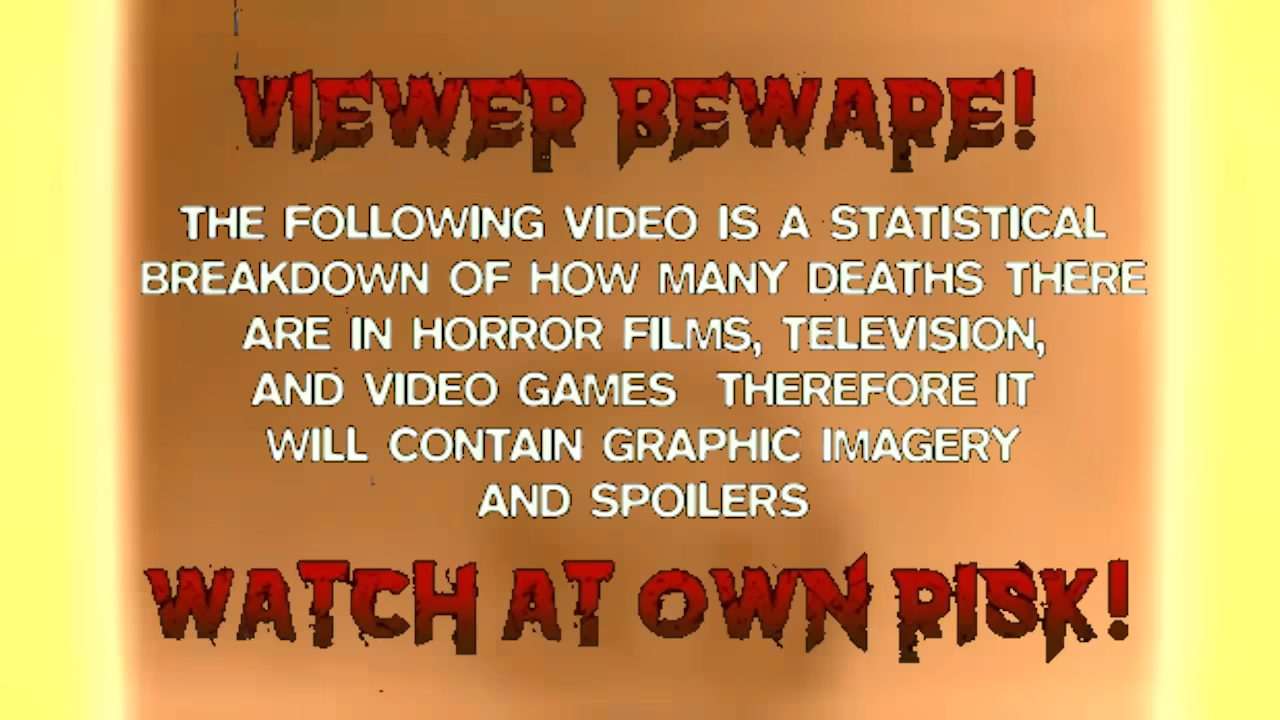 VIEWER BEWARE!
THE FOLLOWING VIDEO IS A STATISTICAL
BREAKDOWN OF HOW MANY DEATHS THERE
ARE IN HORROR FILMS, TELEVISION,
AND VIDEO GAMES THEREFORE IT
WILL CONTAIN GRAPHIC IMAGERY
AND SPOILERS
WATCH AT OWN RISK!